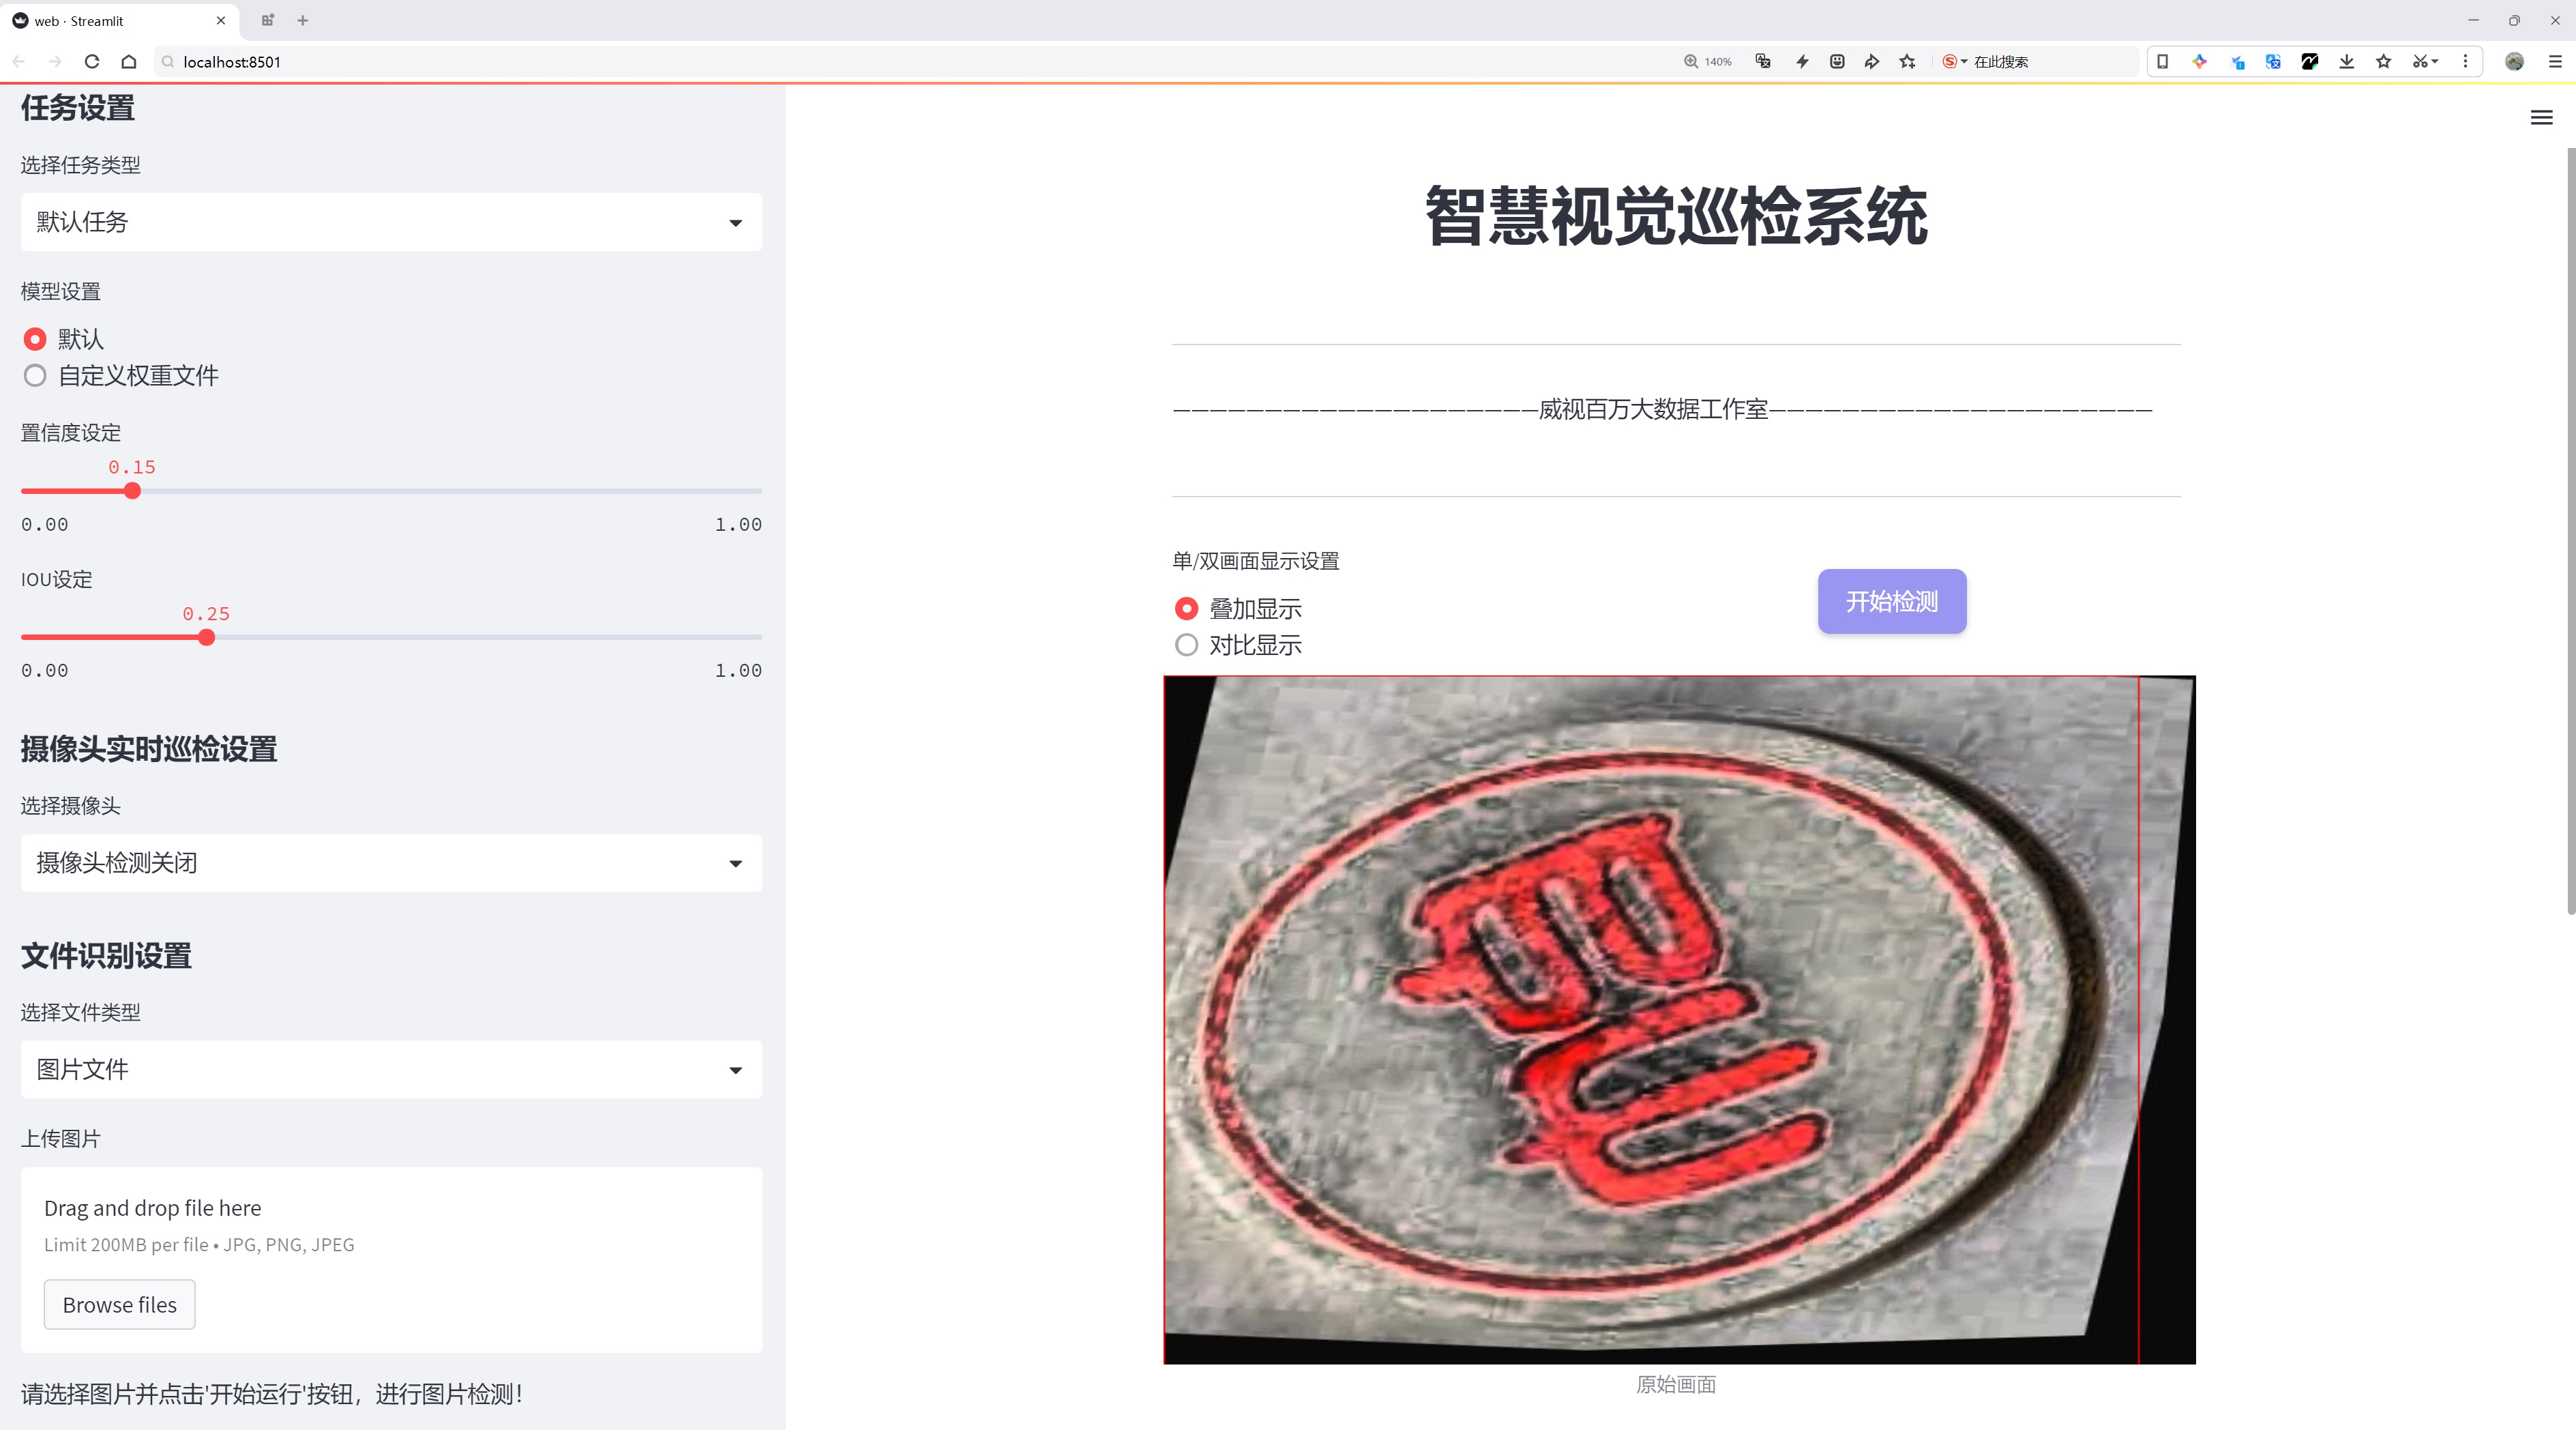 web · Streamlit
localhost:8501
140%
在此搜索
任务设置
选择任务类型
默认任务
模型设置
默认
自定义权重文件
置信度设定
0.15
0.00
1.00
IOU设定
0.25
0.00
1.00
摄像头实时巡检设置
选择摄像头
摄像头检测关闭
文件识别设置
选择文件类型
图片文件
上传图片
Drag and drop file here
Limit 200MB per file • JPG, PNG, JPEG
Browse files
请选择图片并点击'开始运行'按钮，进行图片检测！
智慧视觉巡检系统
————————————————————威视百万大数据工作室—————————————————————
单/双画面显示设置
叠加显示
对比显示
开始检测
原始画面